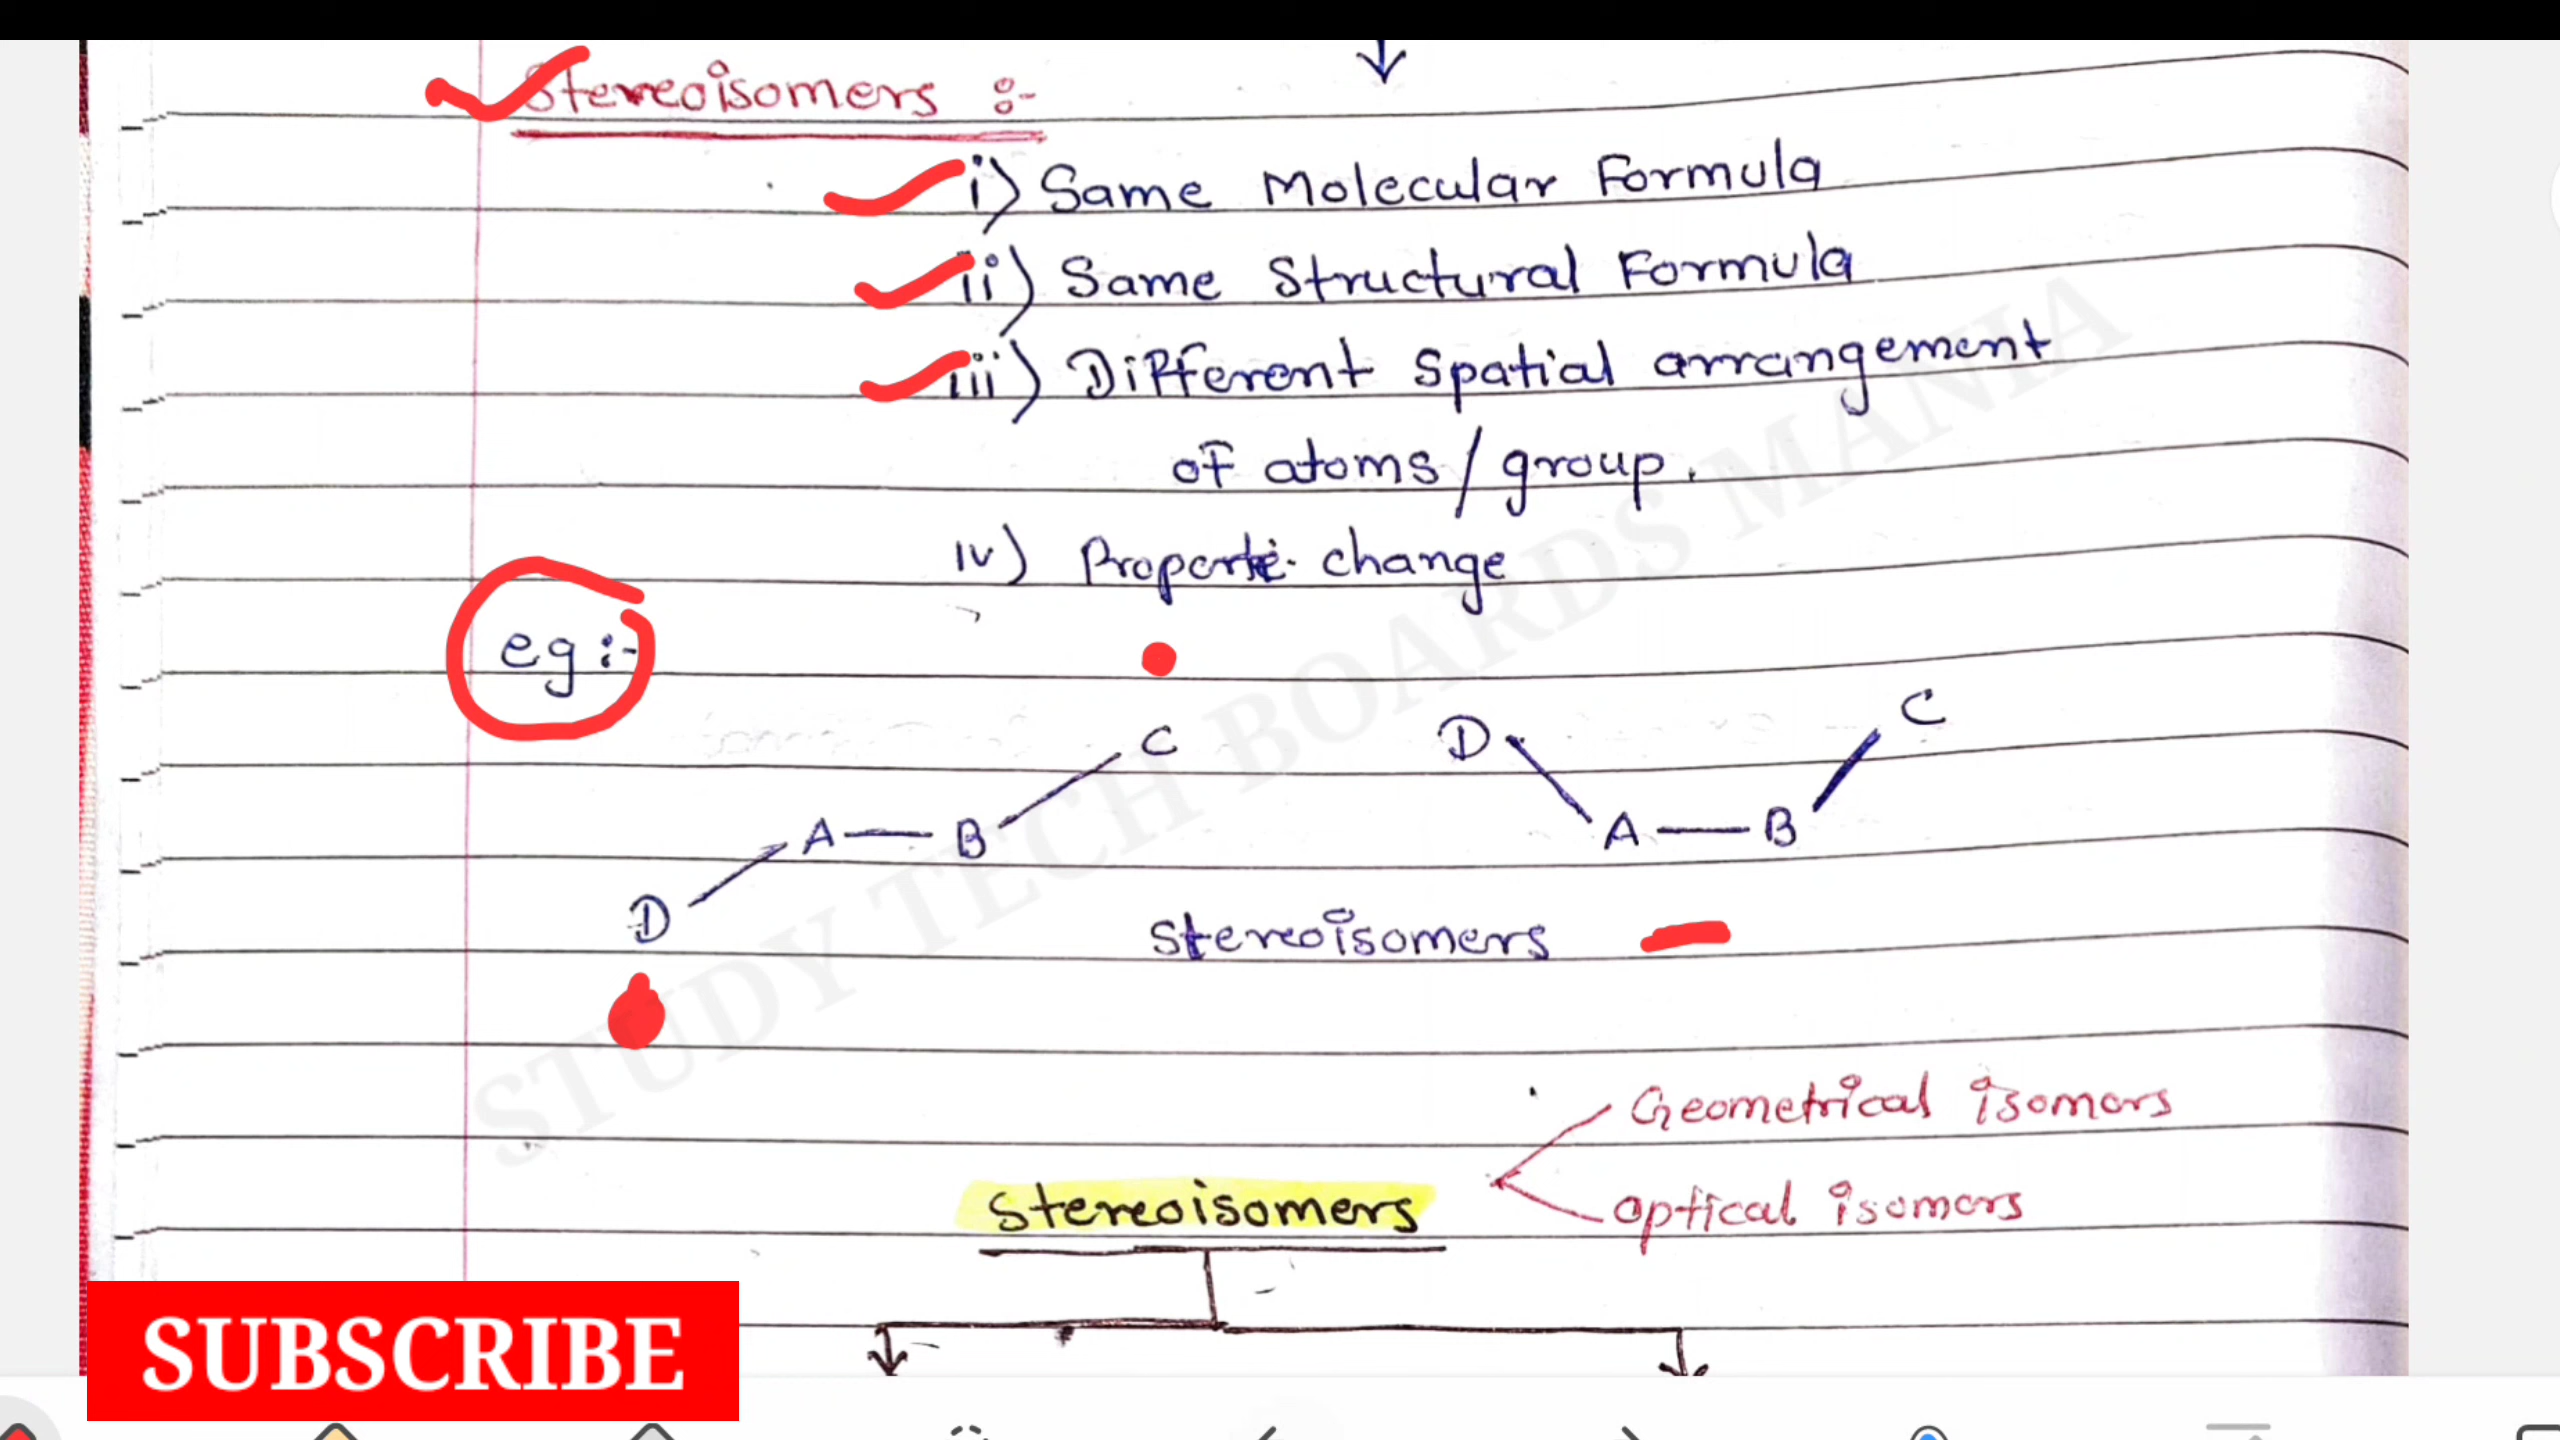 Stereoisomers :-
i) Same Molecular Formula
ii) Same Structural Formula
iii) Different spatial arrangement
of atoms / group.
iv) change
eg :-
C
D
C
A — B
A — B
D
Stereoisomers
STUDY TECH BOARDS MANIA
Geometrical isomers
Stereoisomers
optical isomers
SUBSCRIBE